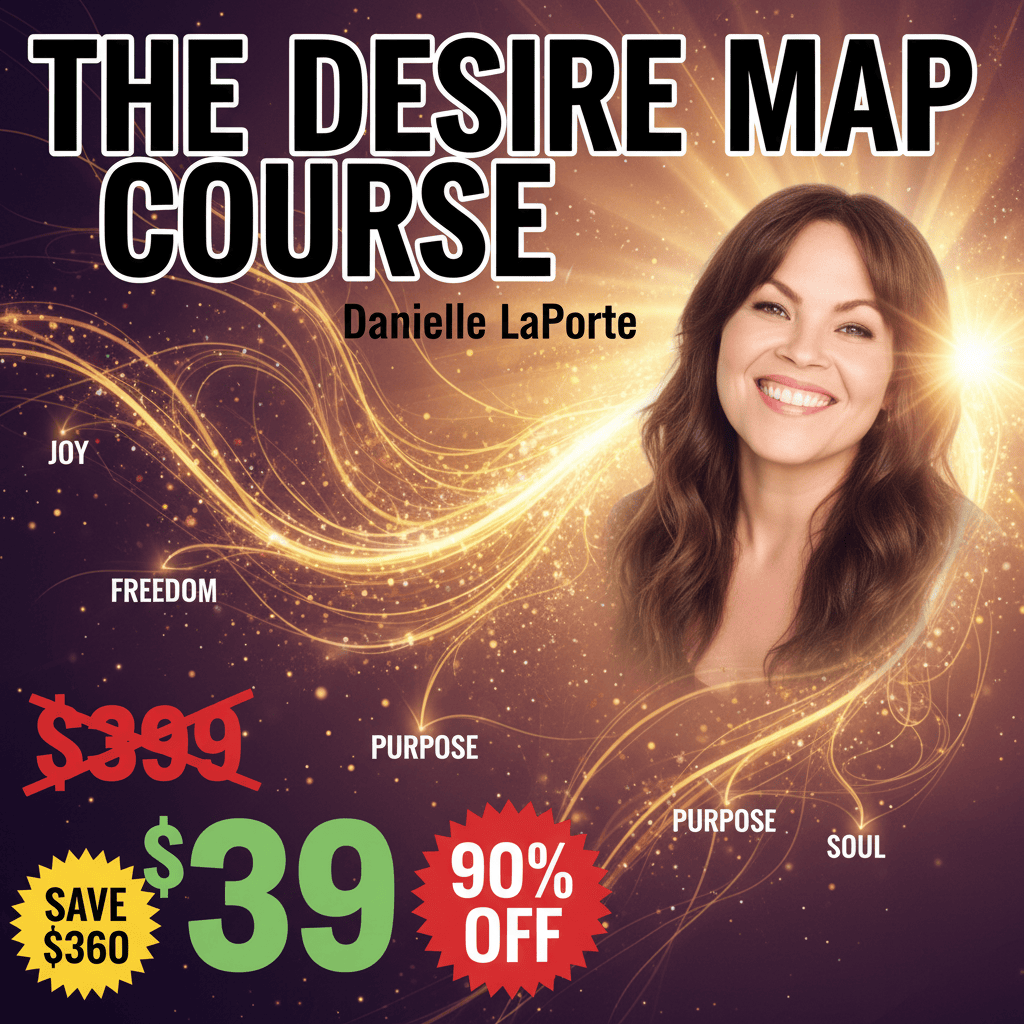 THE DESIRE MAP
COURSE
Danielle LaPorte
JOY
FREEDOM
$399
PURPOSE
PURPOSE
SOUL
$39
SAVE
$360
90%
OFF